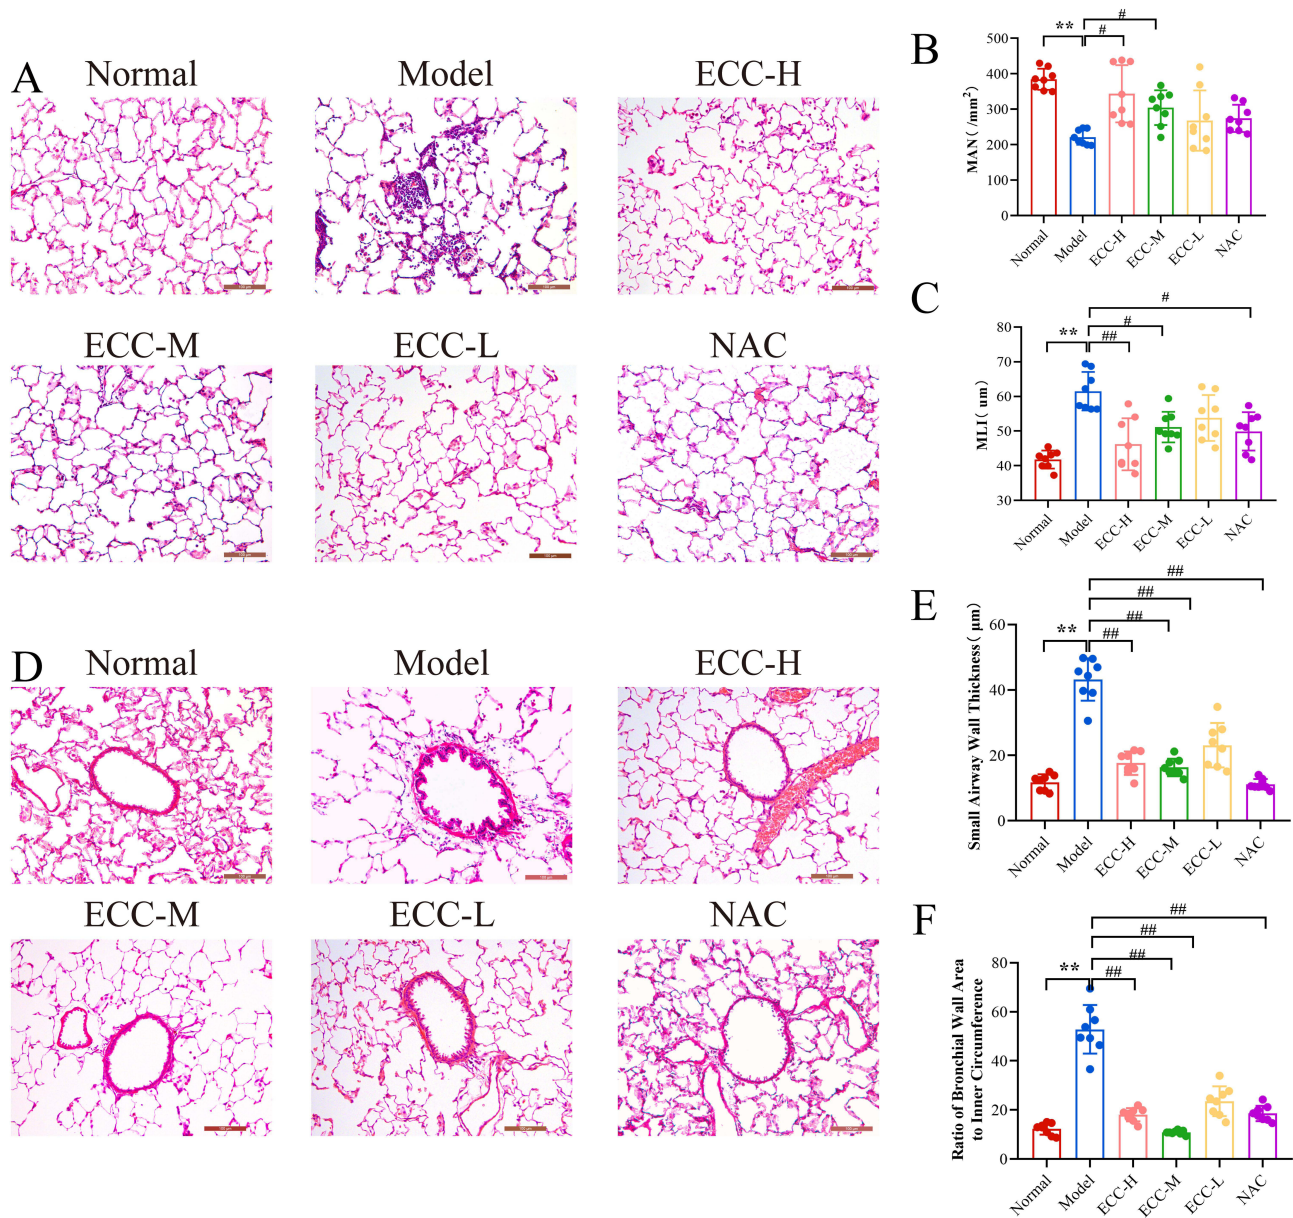 A
Normal
Model
ECC-H
ECC-M
ECC-L
NAC
B
MAN ( /mm²)
500
400
300
200
100
0
**
#
#
Normal
Model
ECC-H
ECC-M
ECC-L
NAC
C
MLI ( um)
80
70
60
50
40
30
**
##
#
#
Normal
Model
ECC-H
ECC-M
ECC-L
NAC
D
Normal
Model
ECC-H
ECC-M
ECC-L
NAC
E
Small Airway Wall Thickness ( μm)
60
40
20
0
**
##
##
##
##
Normal
Model
ECC-H
ECC-M
ECC-L
NAC
F
Ratio of Bronchial Wall Area
to Inner Circumference
80
60
40
20
0
**
##
##
##
##
Normal
Model
ECC-H
ECC-M
ECC-L
NAC